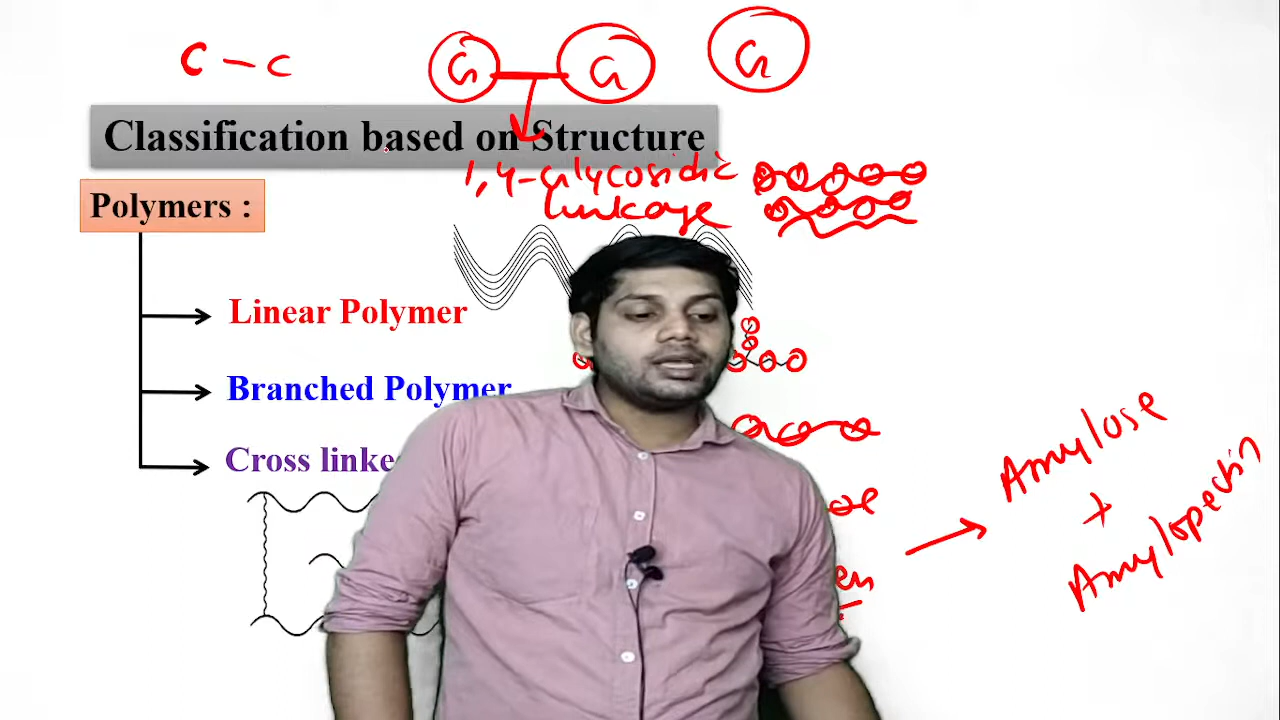 C – C G G G
Classification based on Structure
1,4-glycosidic
linkage
Polymers :
Linear Polymer
Branched Polymer
Cross linke
Amylose
+
Amylopectin